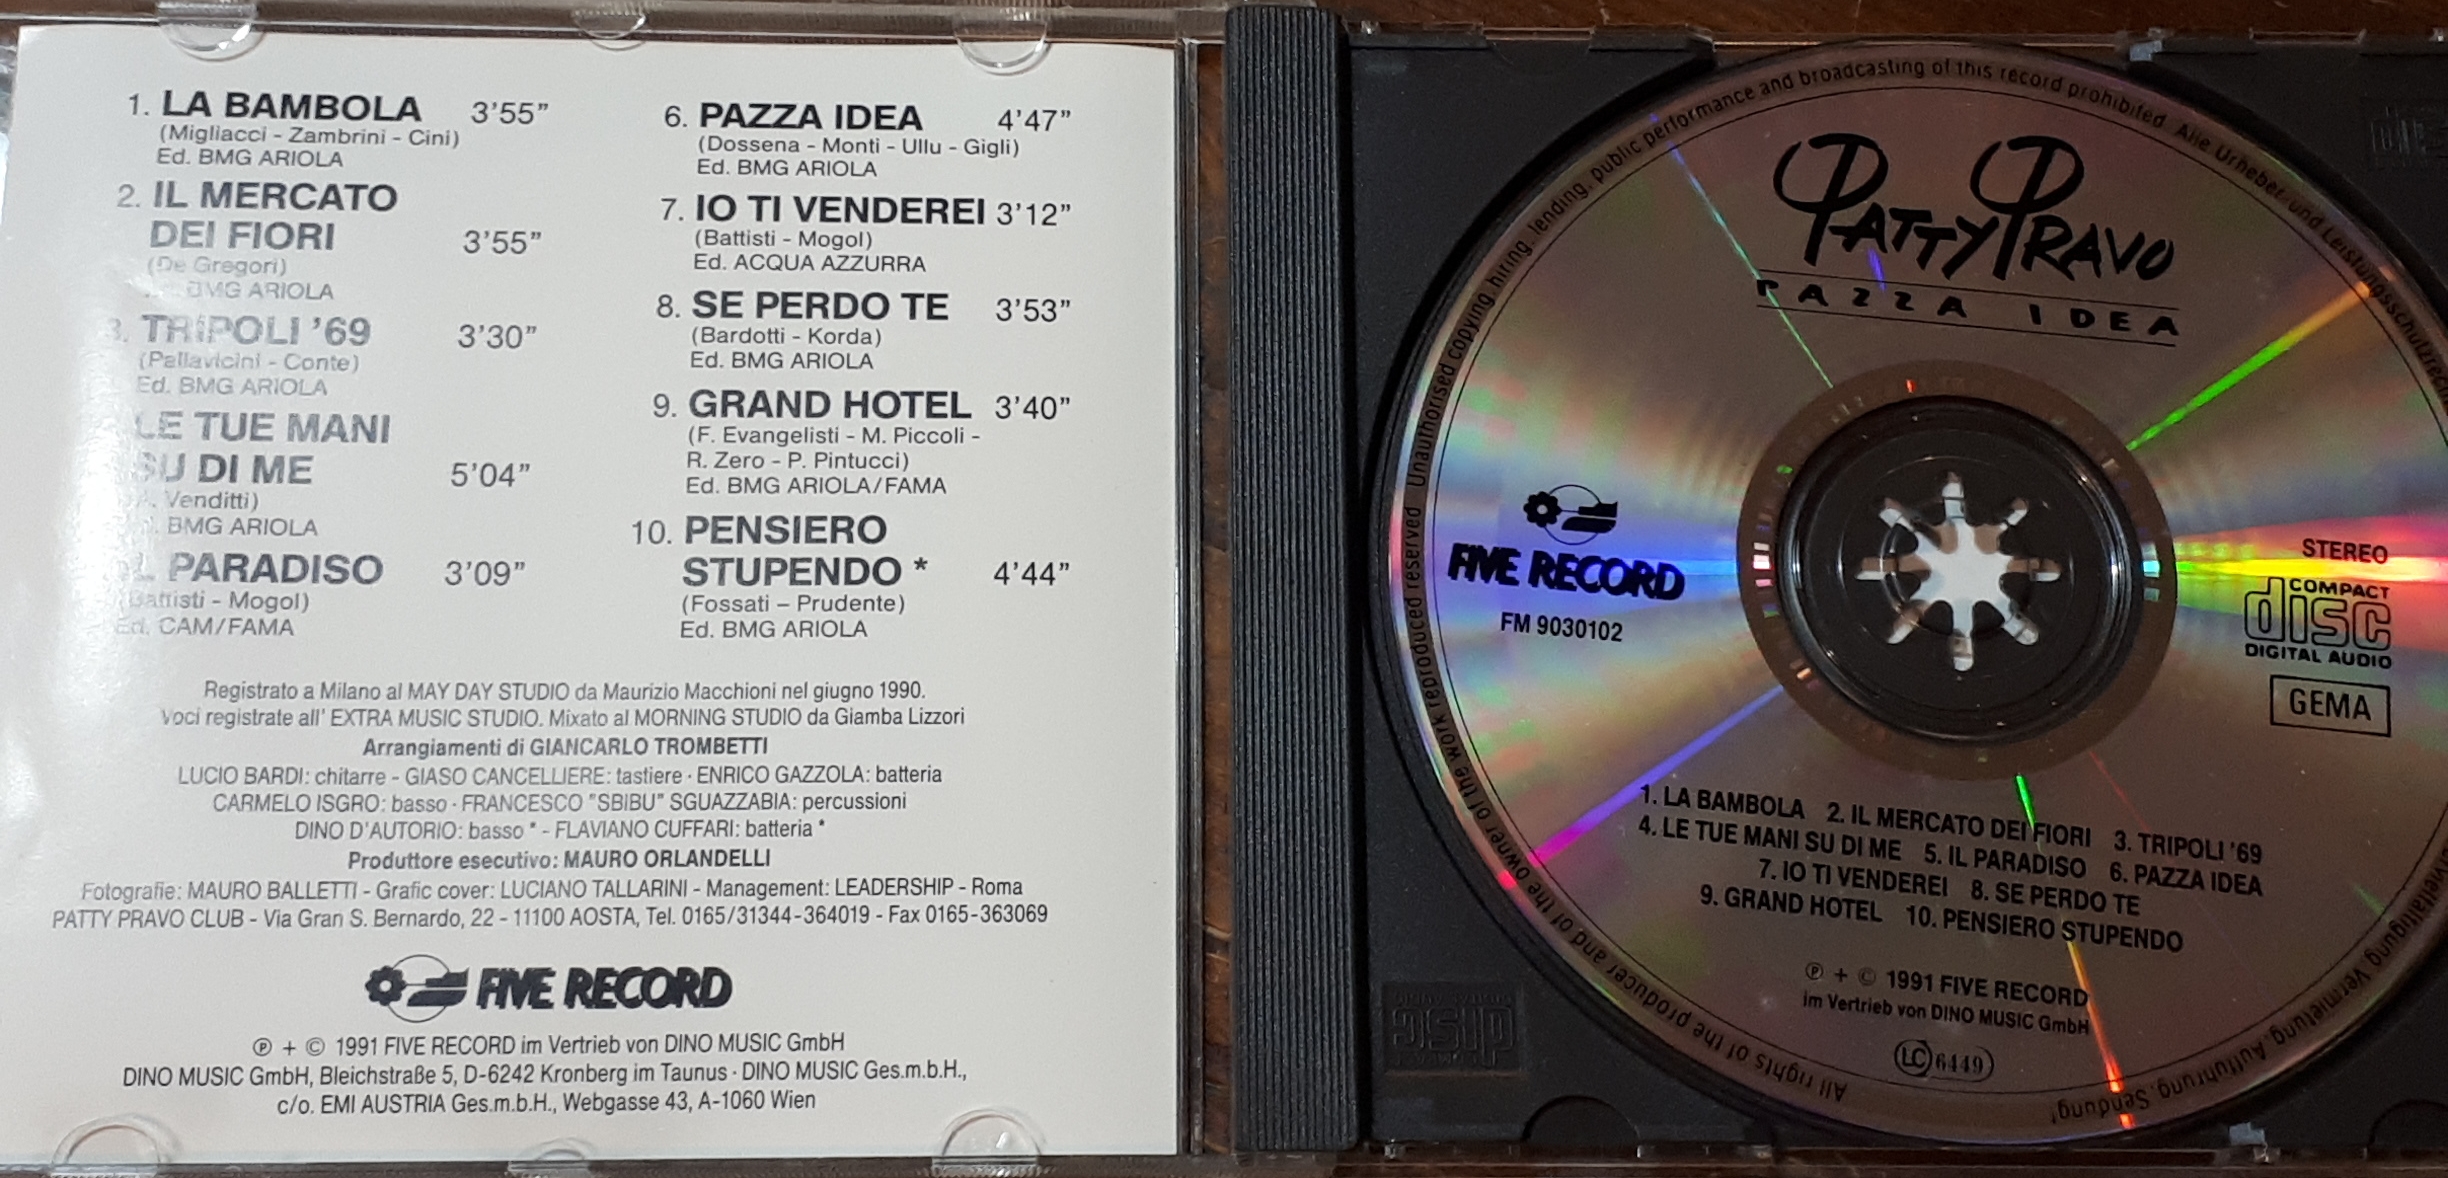 1. LA BAMBOLA 3'55"
(Migliacci - Zambrini - Cini)
Ed. BMG ARIOLA
2. IL MERCATO
DEI FIORI 3'55"
(De Gregori)
BMG ARIOLA
3. TRIPOLI '69 3'30"
(Pallavicini - Conte)
Ed. BMG ARIOLA
LE TUE MANI
SU DI ME 5'04"
Venditti)
BMG ARIOLA
IL PARADISO 3'09"
(Battisti - Mogol)
Ed. CAM/FAMA
6. PAZZA IDEA 4'47"
(Dossena - Monti - Ullu - Gigli)
Ed. BMG ARIOLA
7. IO TI VENDEREI 3'12"
(Battisti - Mogol)
Ed. ACQUA AZZURRA
8. SE PERDO TE 3'53"
(Bardotti - Korda)
Ed. BMG ARIOLA
9. GRAND HOTEL 3'40"
(F. Evangelisti - M. Piccoli -
R. Zero - P. Pintucci)
Ed. BMG ARIOLA/FAMA
10. PENSIERO
STUPENDO * 4'44"
(Fossati – Prudente)
Ed. BMG ARIOLA
Registrato a Milano al MAY DAY STUDIO da Maurizio Macchioni nel giugno 1990.
Voci registrate all' EXTRA MUSIC STUDIO. Mixato al MORNING STUDIO da Giamba Lizzori
Arrangiamenti di GIANCARLO TROMBETTI
LUCIO BARDI: chitarre - GIASO CANCELLIERE: tastiere · ENRICO GAZZOLA: batteria
CARMELO ISGRO: basso · FRANCESCO "SBIBU" SGUAZZABIA: percussioni
DINO D'AUTORIO: basso * - FLAVIANO CUFFARI: batteria *
Produttore esecutivo: MAURO ORLANDELLI
Fotografie: MAURO BALLETTI - Grafic cover: LUCIANO TALLARINI - Management: LEADERSHIP - Roma
PATTY PRAVO CLUB - Via Gran S. Bernardo, 22 - 11100 AOSTA, Tel. 0165/31344-364019 - Fax 0165-363069
FIVE RECORD
℗ + © 1991 FIVE RECORD im Vertrieb von DINO MUSIC GmbH
DINO MUSIC GmbH, Bleichstraße 5, D-6242 Kronberg im Taunus · DINO MUSIC Ges.m.b.H.,
c/o. EMI AUSTRIA Ges.m.b.H., Webgasse 43, A-1060 Wien
PATTY PRAVO
PAZZA IDEA
FIVE RECORD
FM 9030102
STEREO
COMPACT
disc
DIGITAL AUDIO
GEMA
1. LA BAMBOLA 2. IL MERCATO DEI FIORI 3. TRIPOLI '69
4. LE TUE MANI SU DI ME 5. IL PARADISO 6. PAZZA IDEA
7. IO TI VENDEREI 8. SE PERDO TE
9. GRAND HOTEL 10. PENSIERO STUPENDO
℗ + © 1991 FIVE RECORD
im Vertrieb von DINO MUSIC GmbH
LC 6449
All rights of the producer and of the owner of the work reproduced reserved Unauthorised copying, hiring, lending, public performance and broadcasting of this record prohibited. Alle Urheber- und Leistungsschutzrechte
Vervielfältigung, Vermietung, Aufführung, Sendung!
disc